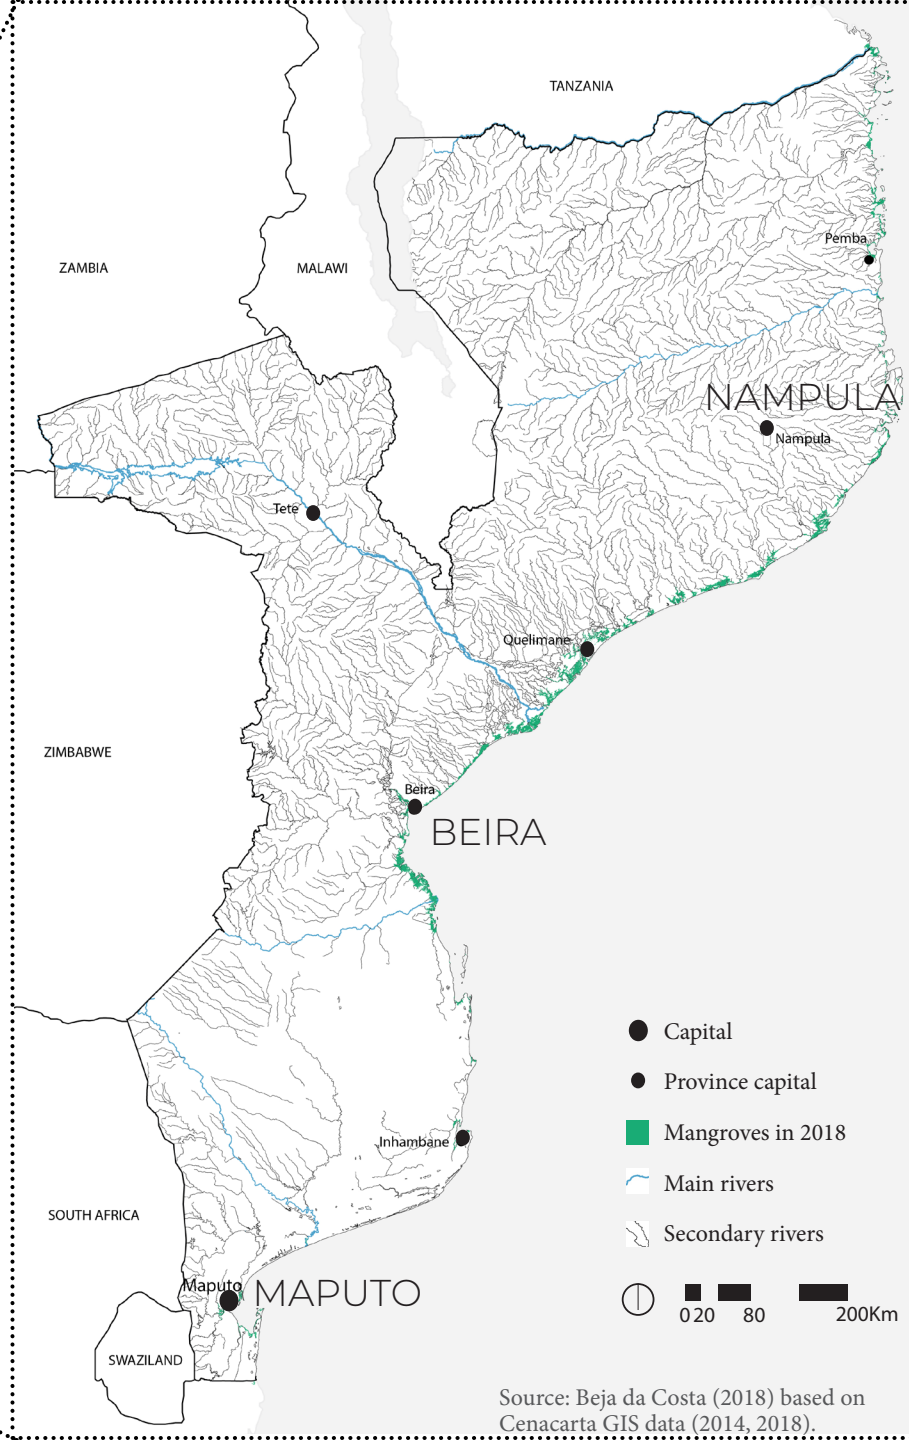 TANZANIA
Pemba
ZAMBIA
MALAWI
NAMPULA
Nampula
Tete
Quelimane
ZIMBABWE
Beira
BEIRA
Capital
Province capital
Mangroves in 2018
Inhambane
Main rivers
SOUTH AFRICA
Secondary rivers
Maputo
MAPUTO
0 20 80 200Km
SWAZILAND
Source: Beja da Costa (2018) based on
Cenacarta GIS data (2014, 2018).